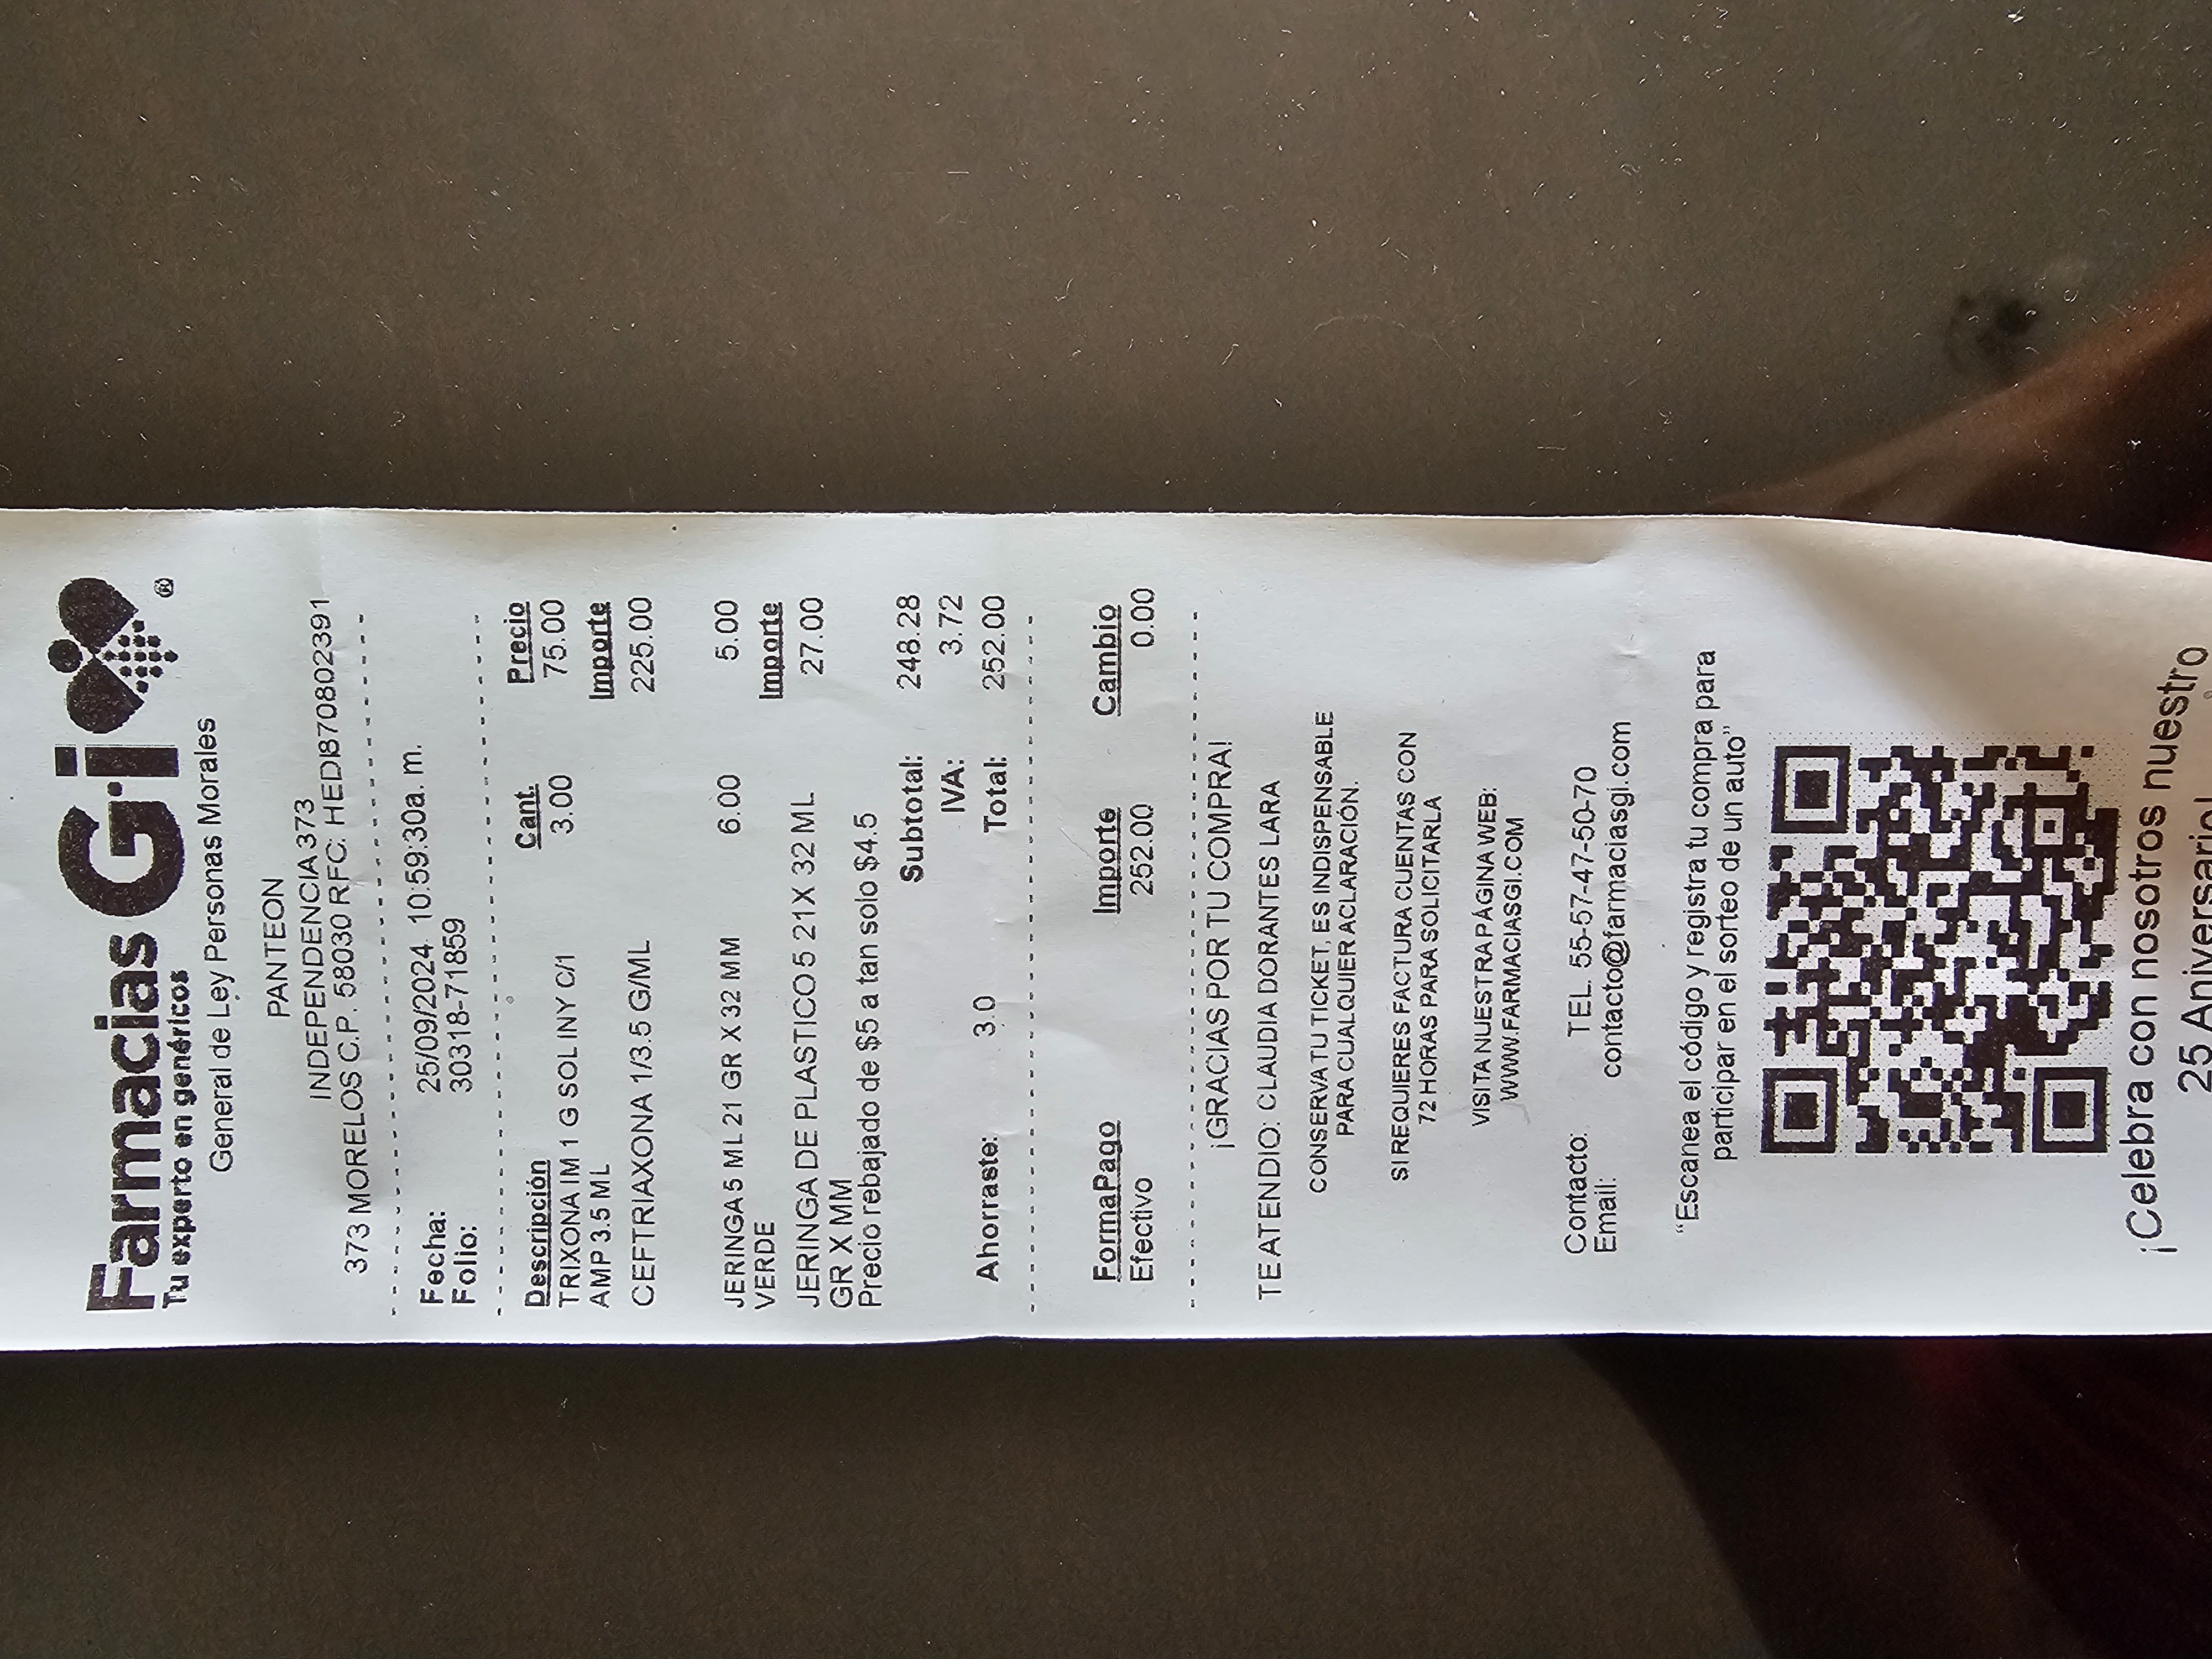 Farmacias Gi ®
Tu experto en genéricos
General de Ley Personas Morales
PANTEON
INDEPENDENCIA 373
373 MORELOS C.P. 58030 RFC: HEDI8707080239 1
Fecha: 25/09/2024 10:59:30a. m.
Folio: 30318-71859
Descripción Cant. Precio
TRIXONA IM 1 G SOL INY C/1 3.00 75.00
AMP 3.5 ML Importe
CEFTRIAXONA 1/3.5 G/ML 225.00
JERINGA 5 ML 21 GR X 32 MM 6.00 5.00
VERDE Importe
JERINGA DE PLASTICO 5 21X 32 ML 27.00
GR X MM
Precio rebajado de $5 a tan solo $4.5
Subtotal: 248.28
IVA: 3.72
Ahorraste: 3.0 Total: 252.00
FormaPago Importe Cambio
Efectivo 252.00 0.00
¡GRACIAS POR TU COMPRA!
TE ATENDIO: CLAUDIA DORANTES LARA
CONSERVA TU TICKET, ES INDISPENSABLE
PARA CUALQUIER ACLARACIÓN.
SI REQUIERES FACTURA CUENTAS CON
72 HORAS PARA SOLICITARLA
VISITA NUESTRA PÁGINA WEB:
WWW.FARMACIASGI.COM
Contacto: TEL. 55-57-47-50-70
Email: contacto@farmaciasgi.com
“Escanea el código y registra tu compra para
participar en el sorteo de un auto”
¡Celebra con nosotros nuestro
25 Aniversario!